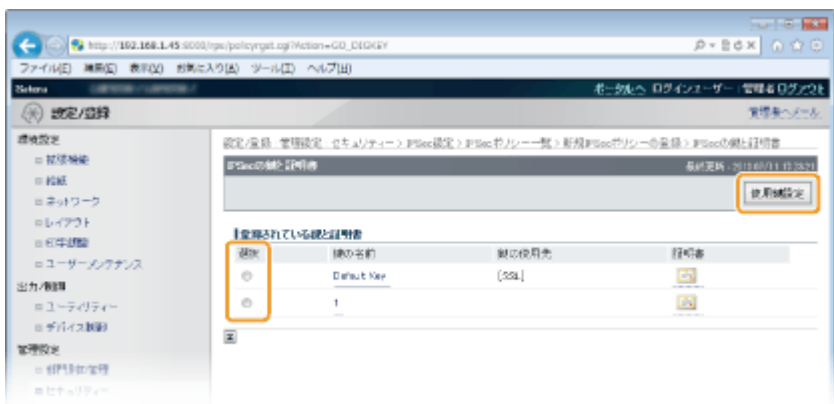 http://192.168.1.45:8000/rps/policyrgst.cgi?Action=GO_DIGKEY
ファイル(F) 編集(E) 表示(V) お気に入り(A) ツール(T) ヘルプ(H)
Satera
ポータルへ ログインユーザー: 管理者 ログアウト
設定/登録
管理者へメール
環境設定
拡張機能
給紙
ネットワーク
レイアウト
印字調整
ユーザーメンテナンス
出力/制御
ユーティリティー
デバイス制御
管理設定
部門別ID管理
セキュリティー
設定/登録 : 管理設定 : セキュリティー > IPSec設定 > IPSecポリシー一覧 > 新規IPSecポリシーの登録 > IPSecの鍵と証明書
IPSecの鍵と証明書
最終更新 :
使用鍵設定
登録されている鍵と証明書
選択 鍵の名前 鍵の使用先 証明書
Default Key [SSL]
1